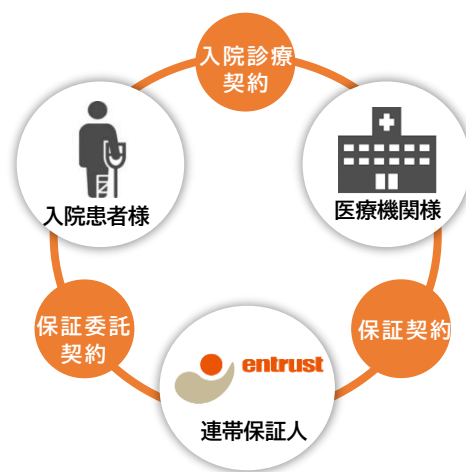 入院診療
契約
入院患者様
医療機関様
保証委託
契約
保証契約
entrust
連帯保証人